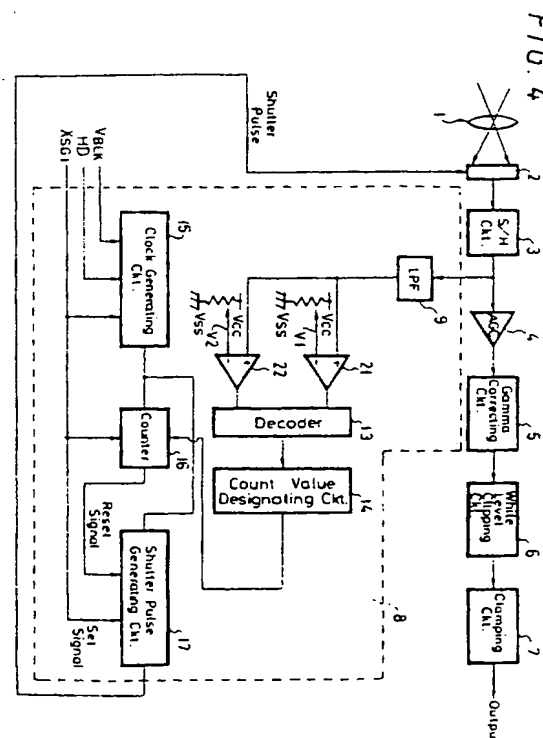 FIG. 4
1
2
S/H
Ckt.
3
AGC
4
Gamma
Correcting
Ckt.
5
While
Level
Clipping
Ckt.
6
Clamping
Ckt.
7
Output
Shutter
Pulse
LPF
9
8
Vcc
V1
Vss
21
Vcc
V2
Vss
22
Decoder
13
Count Value
Designating Ckt.
14
VBLK
HD
XSG1
15
Clock Generating
Ckt.
Counter
16
Reset
Signal
Set
Signal
Shutter Pulse
Generating Ckt.
17